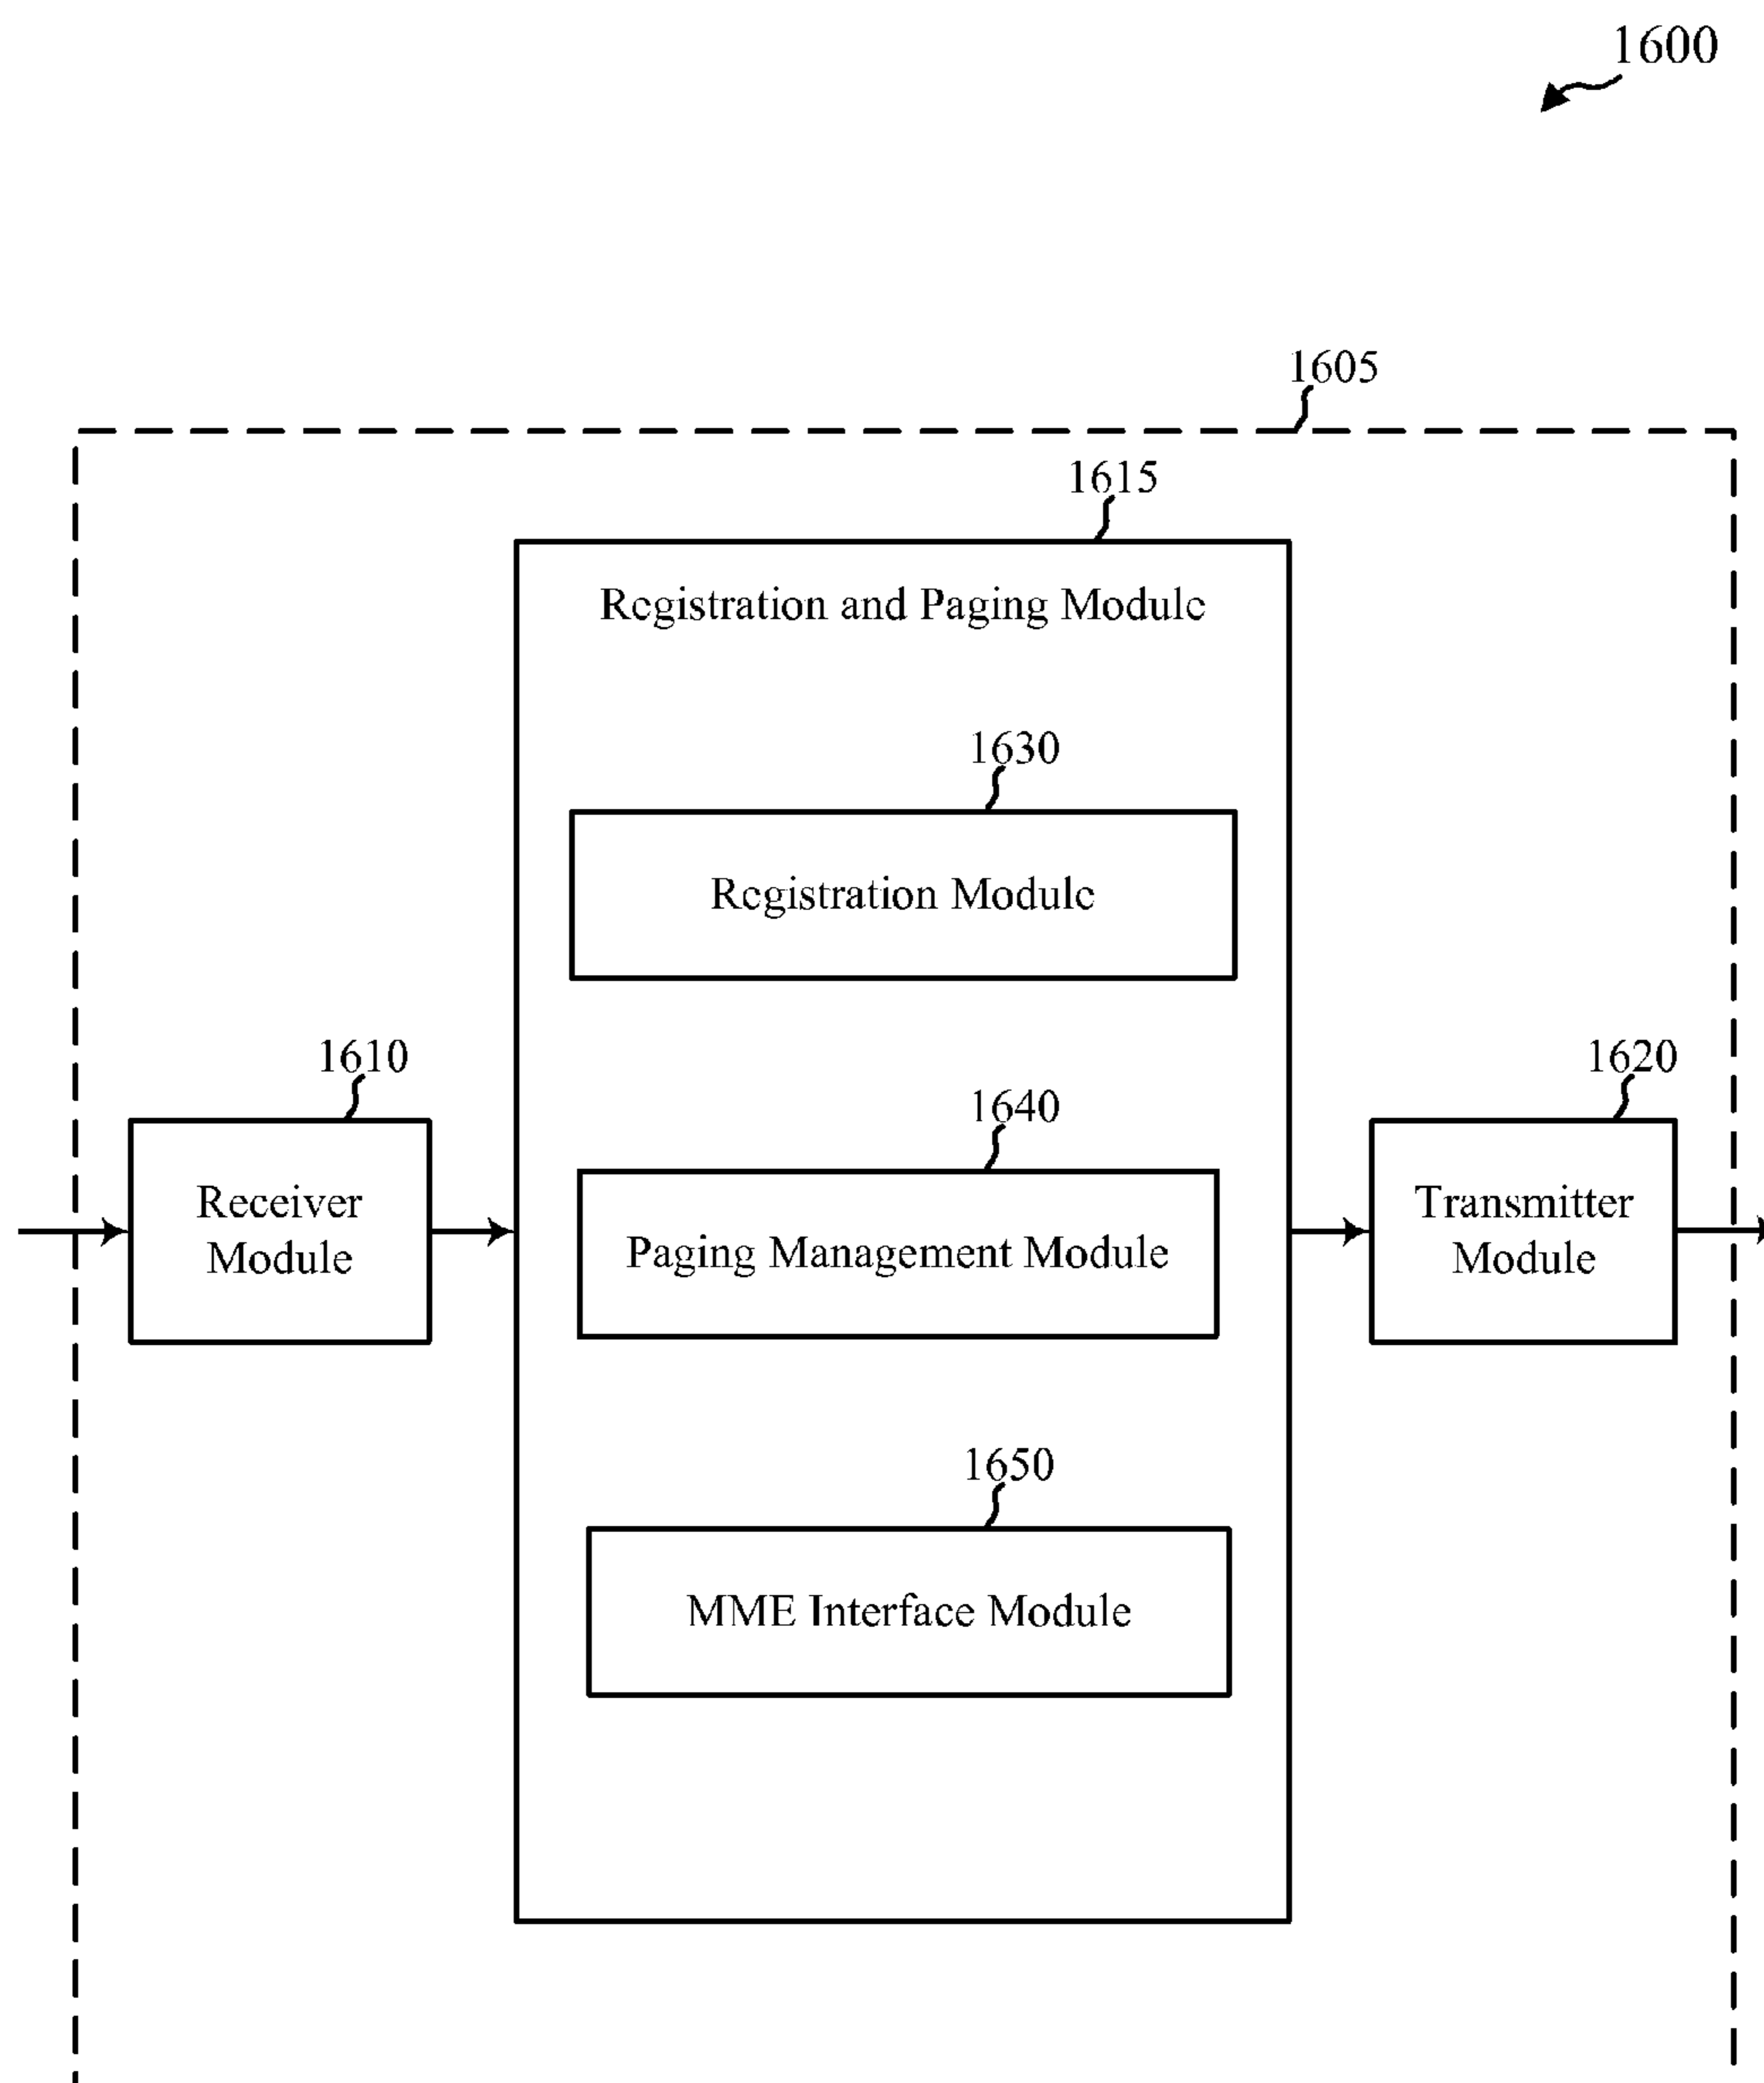 1600
1605
1615
Registration and Paging Module
1630
Registration Module
1610
1620
1640
Receiver
Module
Transmitter
Module
Paging Management Module
1650
MME Interface Module